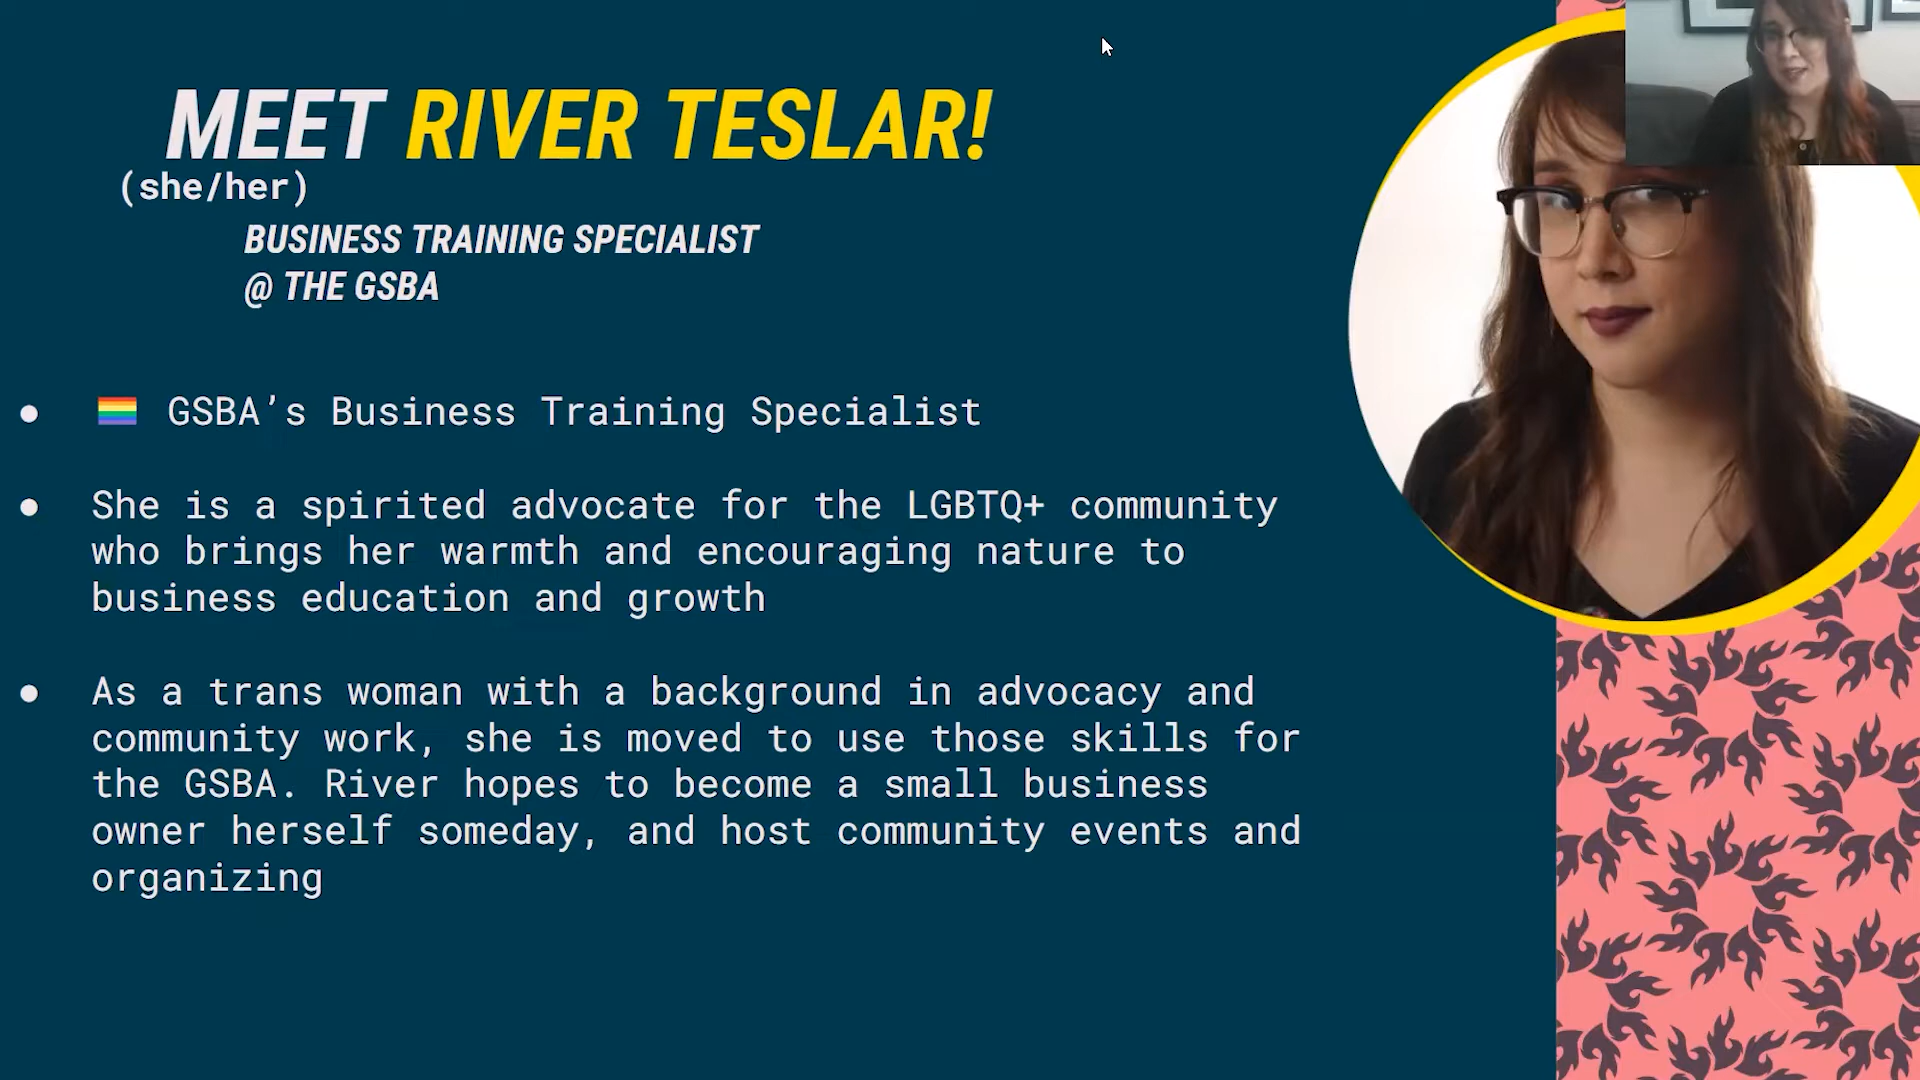 MEET RIVER TESLAR!
(she/her)
BUSINESS TRAINING SPECIALIST
@ THE GSBA
● GSBA’s Business Training Specialist
● She is a spirited advocate for the LGBTQ+ community
who brings her warmth and encouraging nature to
business education and growth
● As a trans woman with a background in advocacy and
community work, she is moved to use those skills for
the GSBA. River hopes to become a small business
owner herself someday, and host community events and
organizing